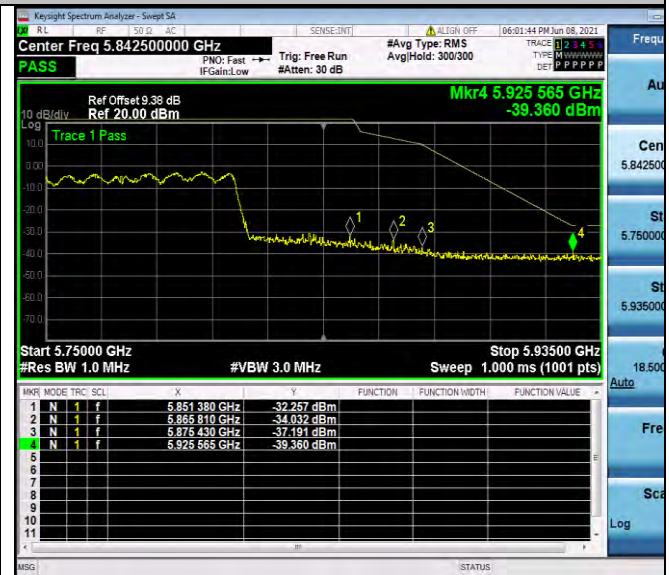 Keysight Spectrum Analyzer - Swept SA
RL RF 50 Ω AC SENSE:INT ALIGN OFF 06:01:44 PM Jun 08, 2021
Center Freq 5.842500000 GHz
#Avg Type: RMS
TRACE 1 2 3 4 5
PASS
PNO: Fast
Trig: Free Run
Avg|Hold: 300/300
TYPE M
IFGain:Low
#Atten: 30 dB
DET P P P P P
Frequ
Mkr4 5.925 565 GHz
-39.360 dBm
Ref Offset 9.38 dB
10 dB/div Ref 20.00 dBm
Log
Trace 1 Pass
10.0
0.00
-10.0
-20.0
-30.0
-40.0
-50.0
-60.0
-70.0
1
2
3
4
Start 5.75000 GHz
Stop 5.93500 GHz
#Res BW 1.0 MHz
#VBW 3.0 MHz
Sweep 1.000 ms (1001 pts)
MKR MODE TRC SCL X Y FUNCTION FUNCTION WIDTH FUNCTION VALUE
1 N 1 f 5.851 380 GHz -32.257 dBm
2 N 1 f 5.865 810 GHz -34.032 dBm
3 N 1 f 5.875 430 GHz -37.191 dBm
4 N 1 f 5.925 565 GHz -39.360 dBm
5
6
7
8
9
10
11
MSG
STATUS
Au
Cen
5.842500
St
5.750000
St
5.935000
18.500
Auto
Fre
Sca
Log